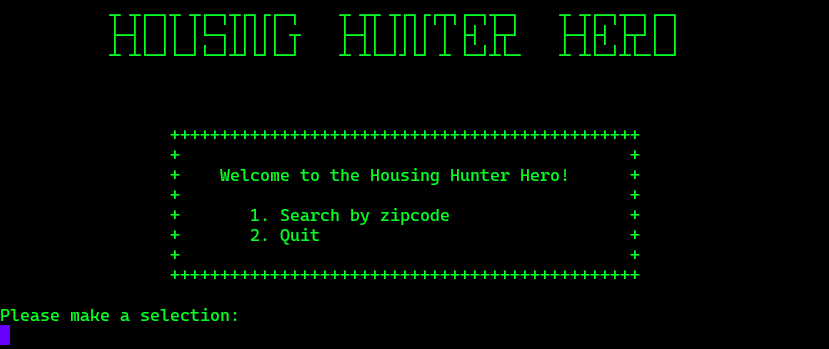 HOUSING HUNTER HERO
+++++++++++++++++++++++++++++++++++++++++++++++
+ +
+ Welcome to the Housing Hunter Hero! +
+ +
+ 1. Search by zipcode +
+ 2. Quit +
+ +
+++++++++++++++++++++++++++++++++++++++++++++++
Please make a selection: